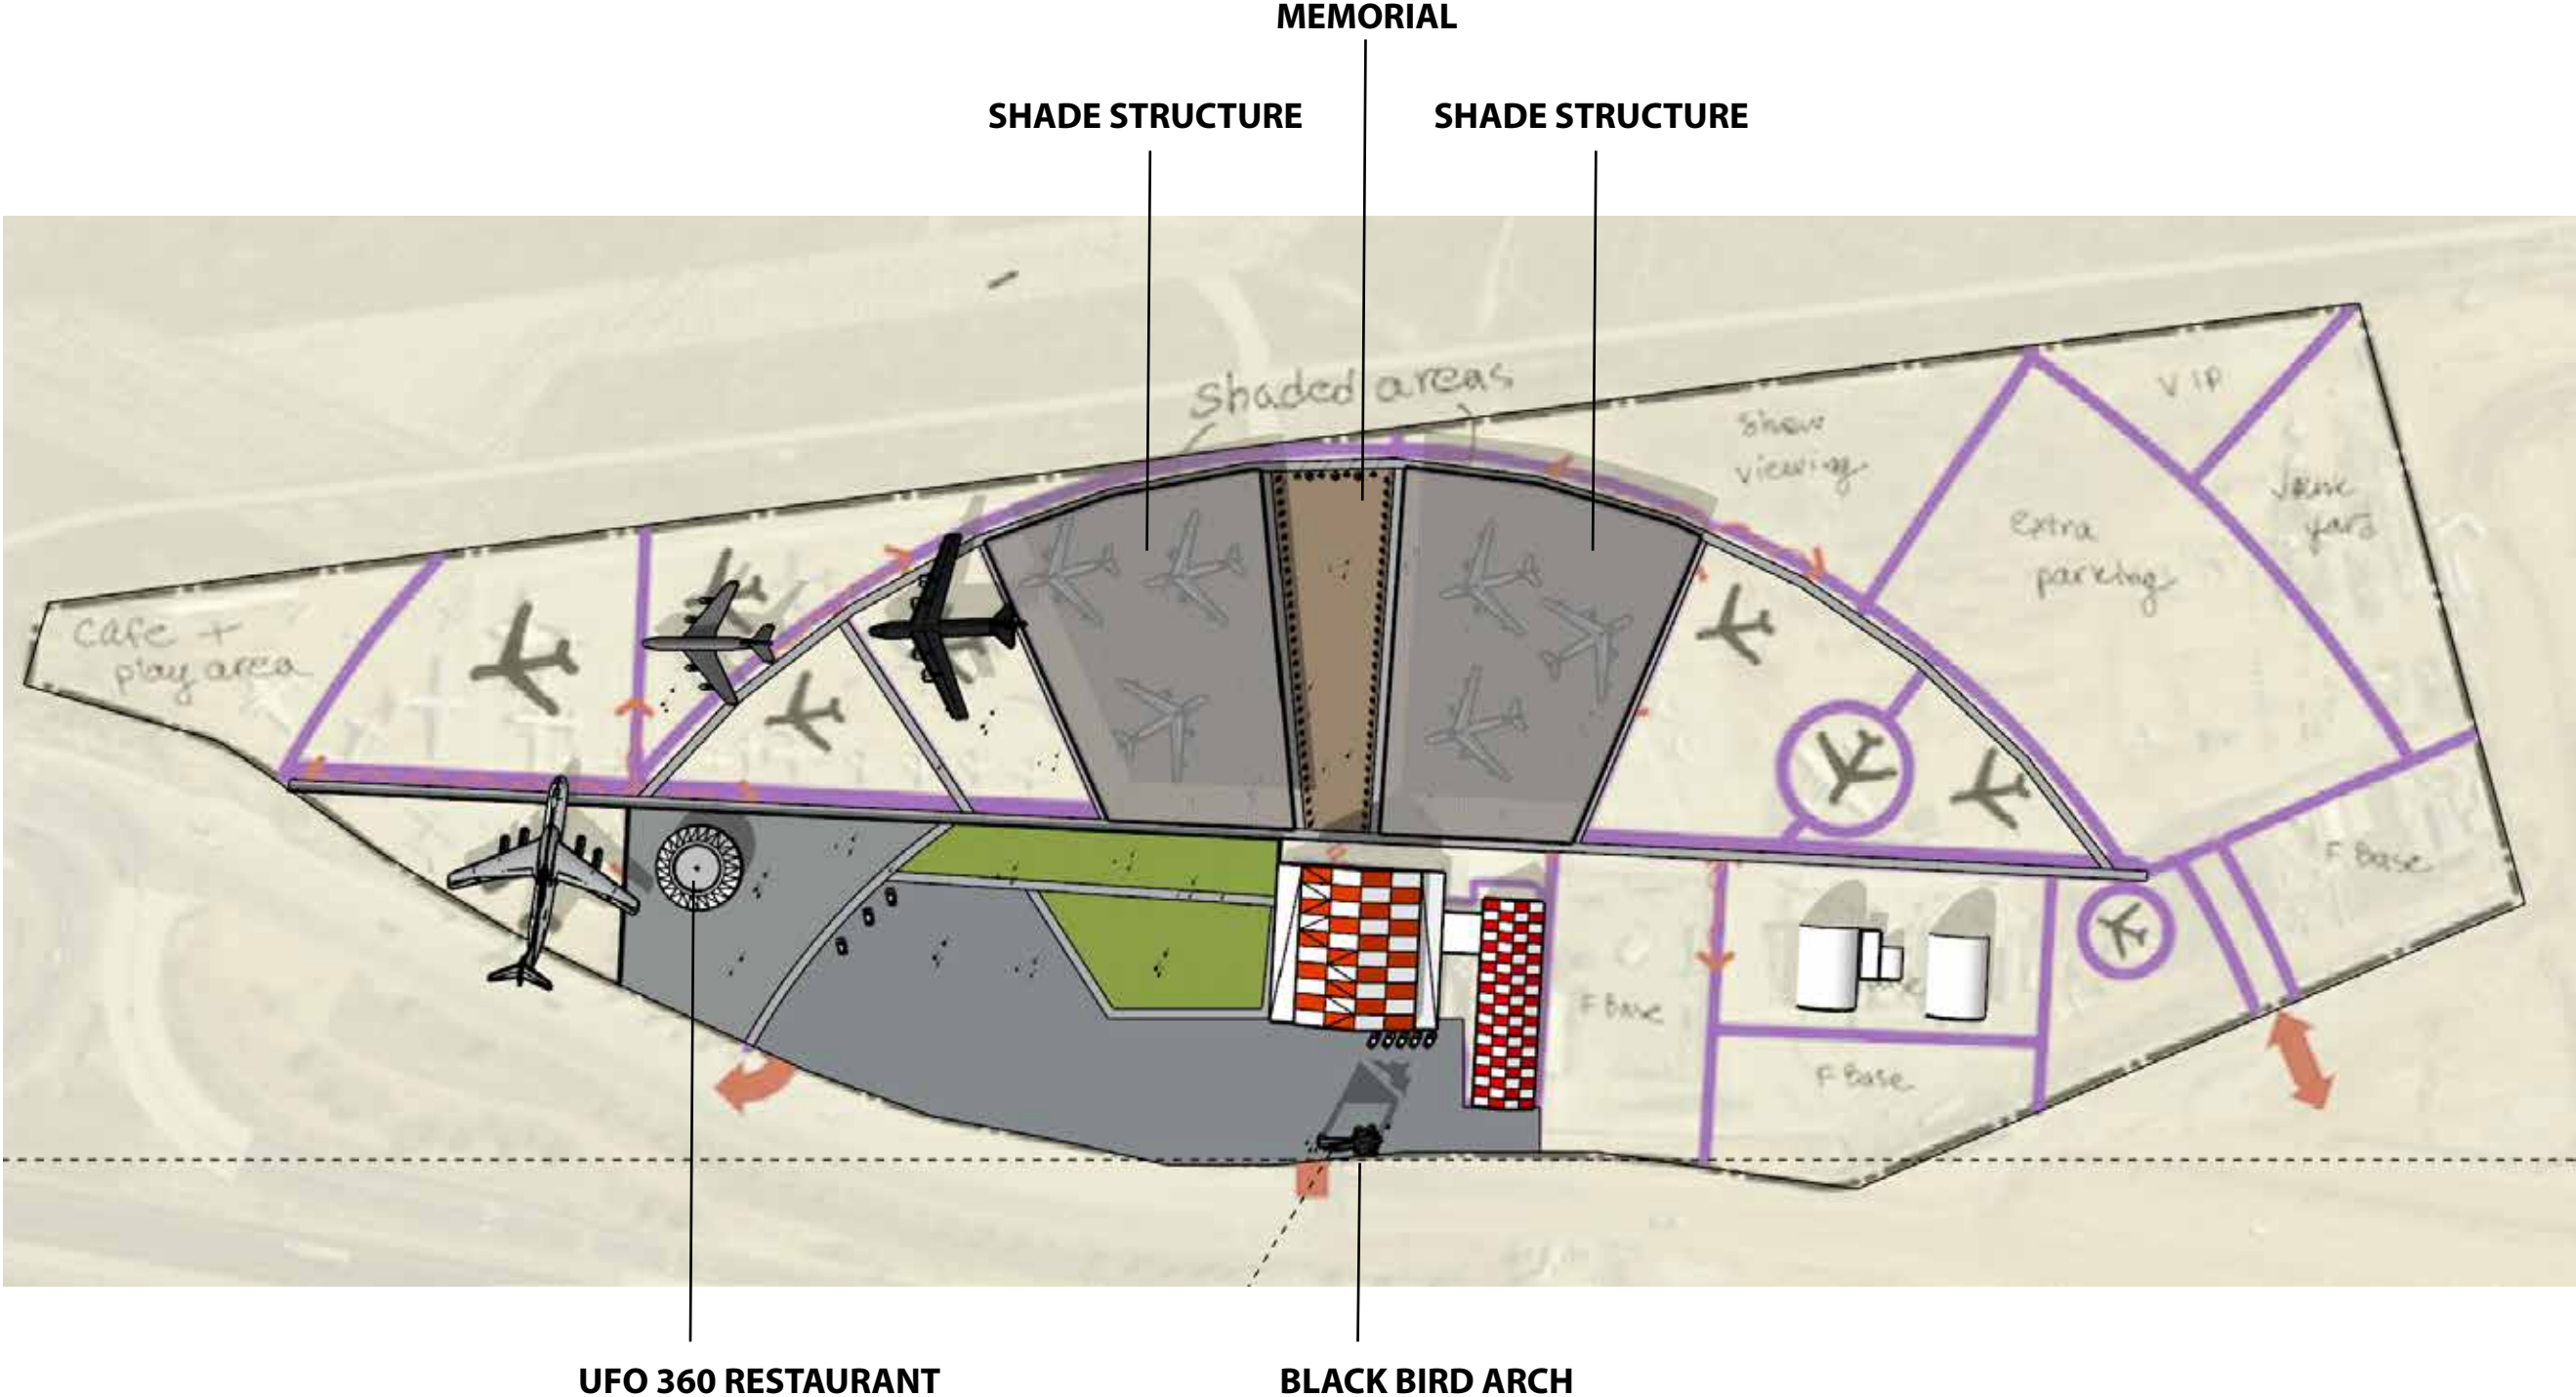 MEMORIAL
SHADE STRUCTURE
SHADE STRUCTURE
Shaded areas
VIP
Show
viewing
Extra
parking
yard
Cafe +
play area
F Base
F Base
F Base
UFO 360 RESTAURANT
BLACK BIRD ARCH